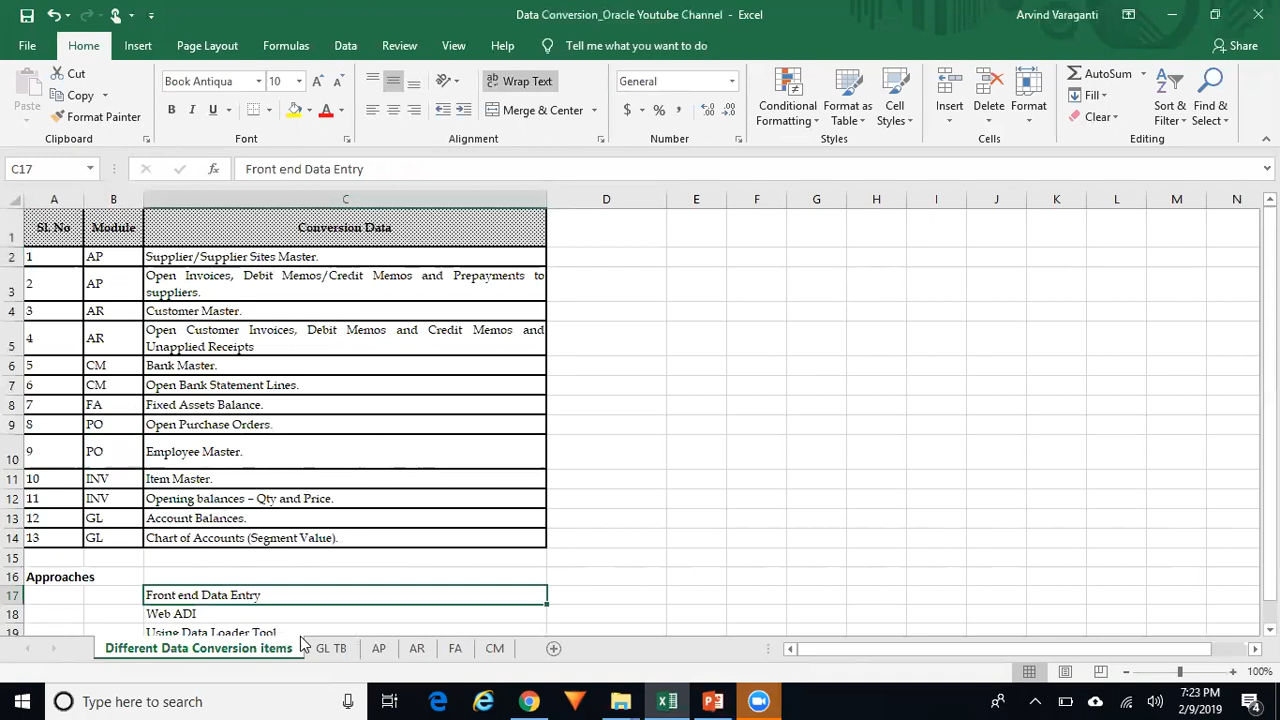 Data Conversion_Oracle Youtube Channel - Excel
Arvind Varaganti
File Home Insert Page Layout Formulas Data Review View Help Tell me what you want to do Share
Paste
Cut
Copy
Format Painter
Clipboard
Book Antiqua 10
B I U
Font
Wrap Text
Merge & Center
Alignment
General
$ % ,
Number
Conditional Formatting
Format as Table
Cell Styles
Styles
Insert Delete Format
Cells
AutoSum
Fill
Clear
Sort & Filter
Find & Select
Editing
C17 fx Front end Data Entry
A B C D E F G H I J K L M N
1 Sl. No Module Conversion Data
2 1 AP Supplier/Supplier Sites Master.
3 2 AP Open Invoices, Debit Memos/Credit Memos and Prepayments to
suppliers.
4 3 AR Customer Master.
5 4 AR Open Customer Invoices, Debit Memos and Credit Memos and
Unapplied Receipts
6 5 CM Bank Master.
7 6 CM Open Bank Statement Lines.
8 7 FA Fixed Assets Balance.
9 8 PO Open Purchase Orders.
10 9 PO Employee Master.
11 10 INV Item Master.
12 11 INV Opening balances – Qty and Price.
13 12 GL Account Balances.
14 13 GL Chart of Accounts (Segment Value).
15
16 Approaches
17 Front end Data Entry
18 Web ADI
19 Using Data Loader Tool
Different Data Conversion items GL TB AP AR FA CM
100%
Type here to search
7:23 PM
2/9/2019
4